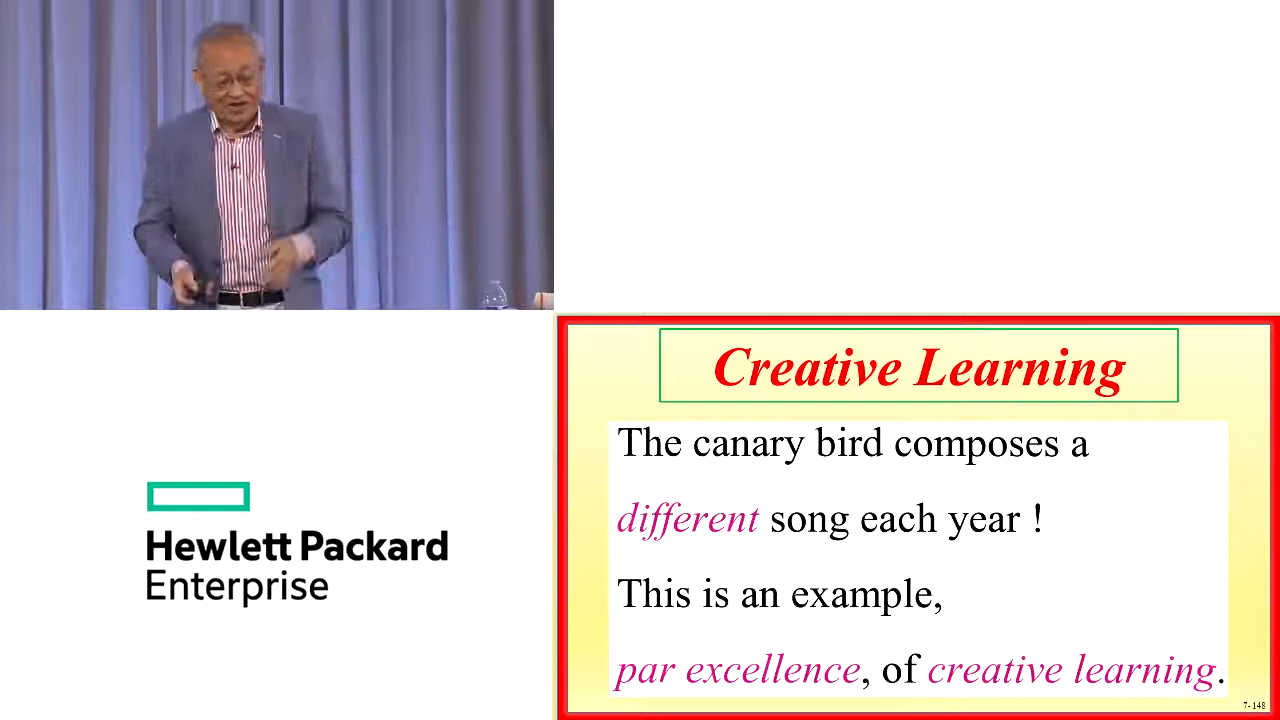 Creative Learning
The canary bird composes a
different song each year !
This is an example,
par excellence, of creative learning.
7-148
Hewlett Packard
Enterprise